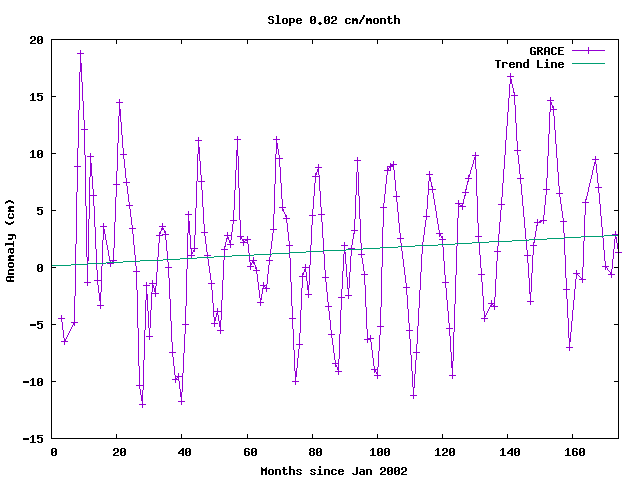 Slope 0.02 cm/month
GRACE
Trend Line
20
15
10
5
0
-5
-10
-15
Anomaly (cm)
0 20 40 60 80 100 120 140 160
Months since Jan 2002